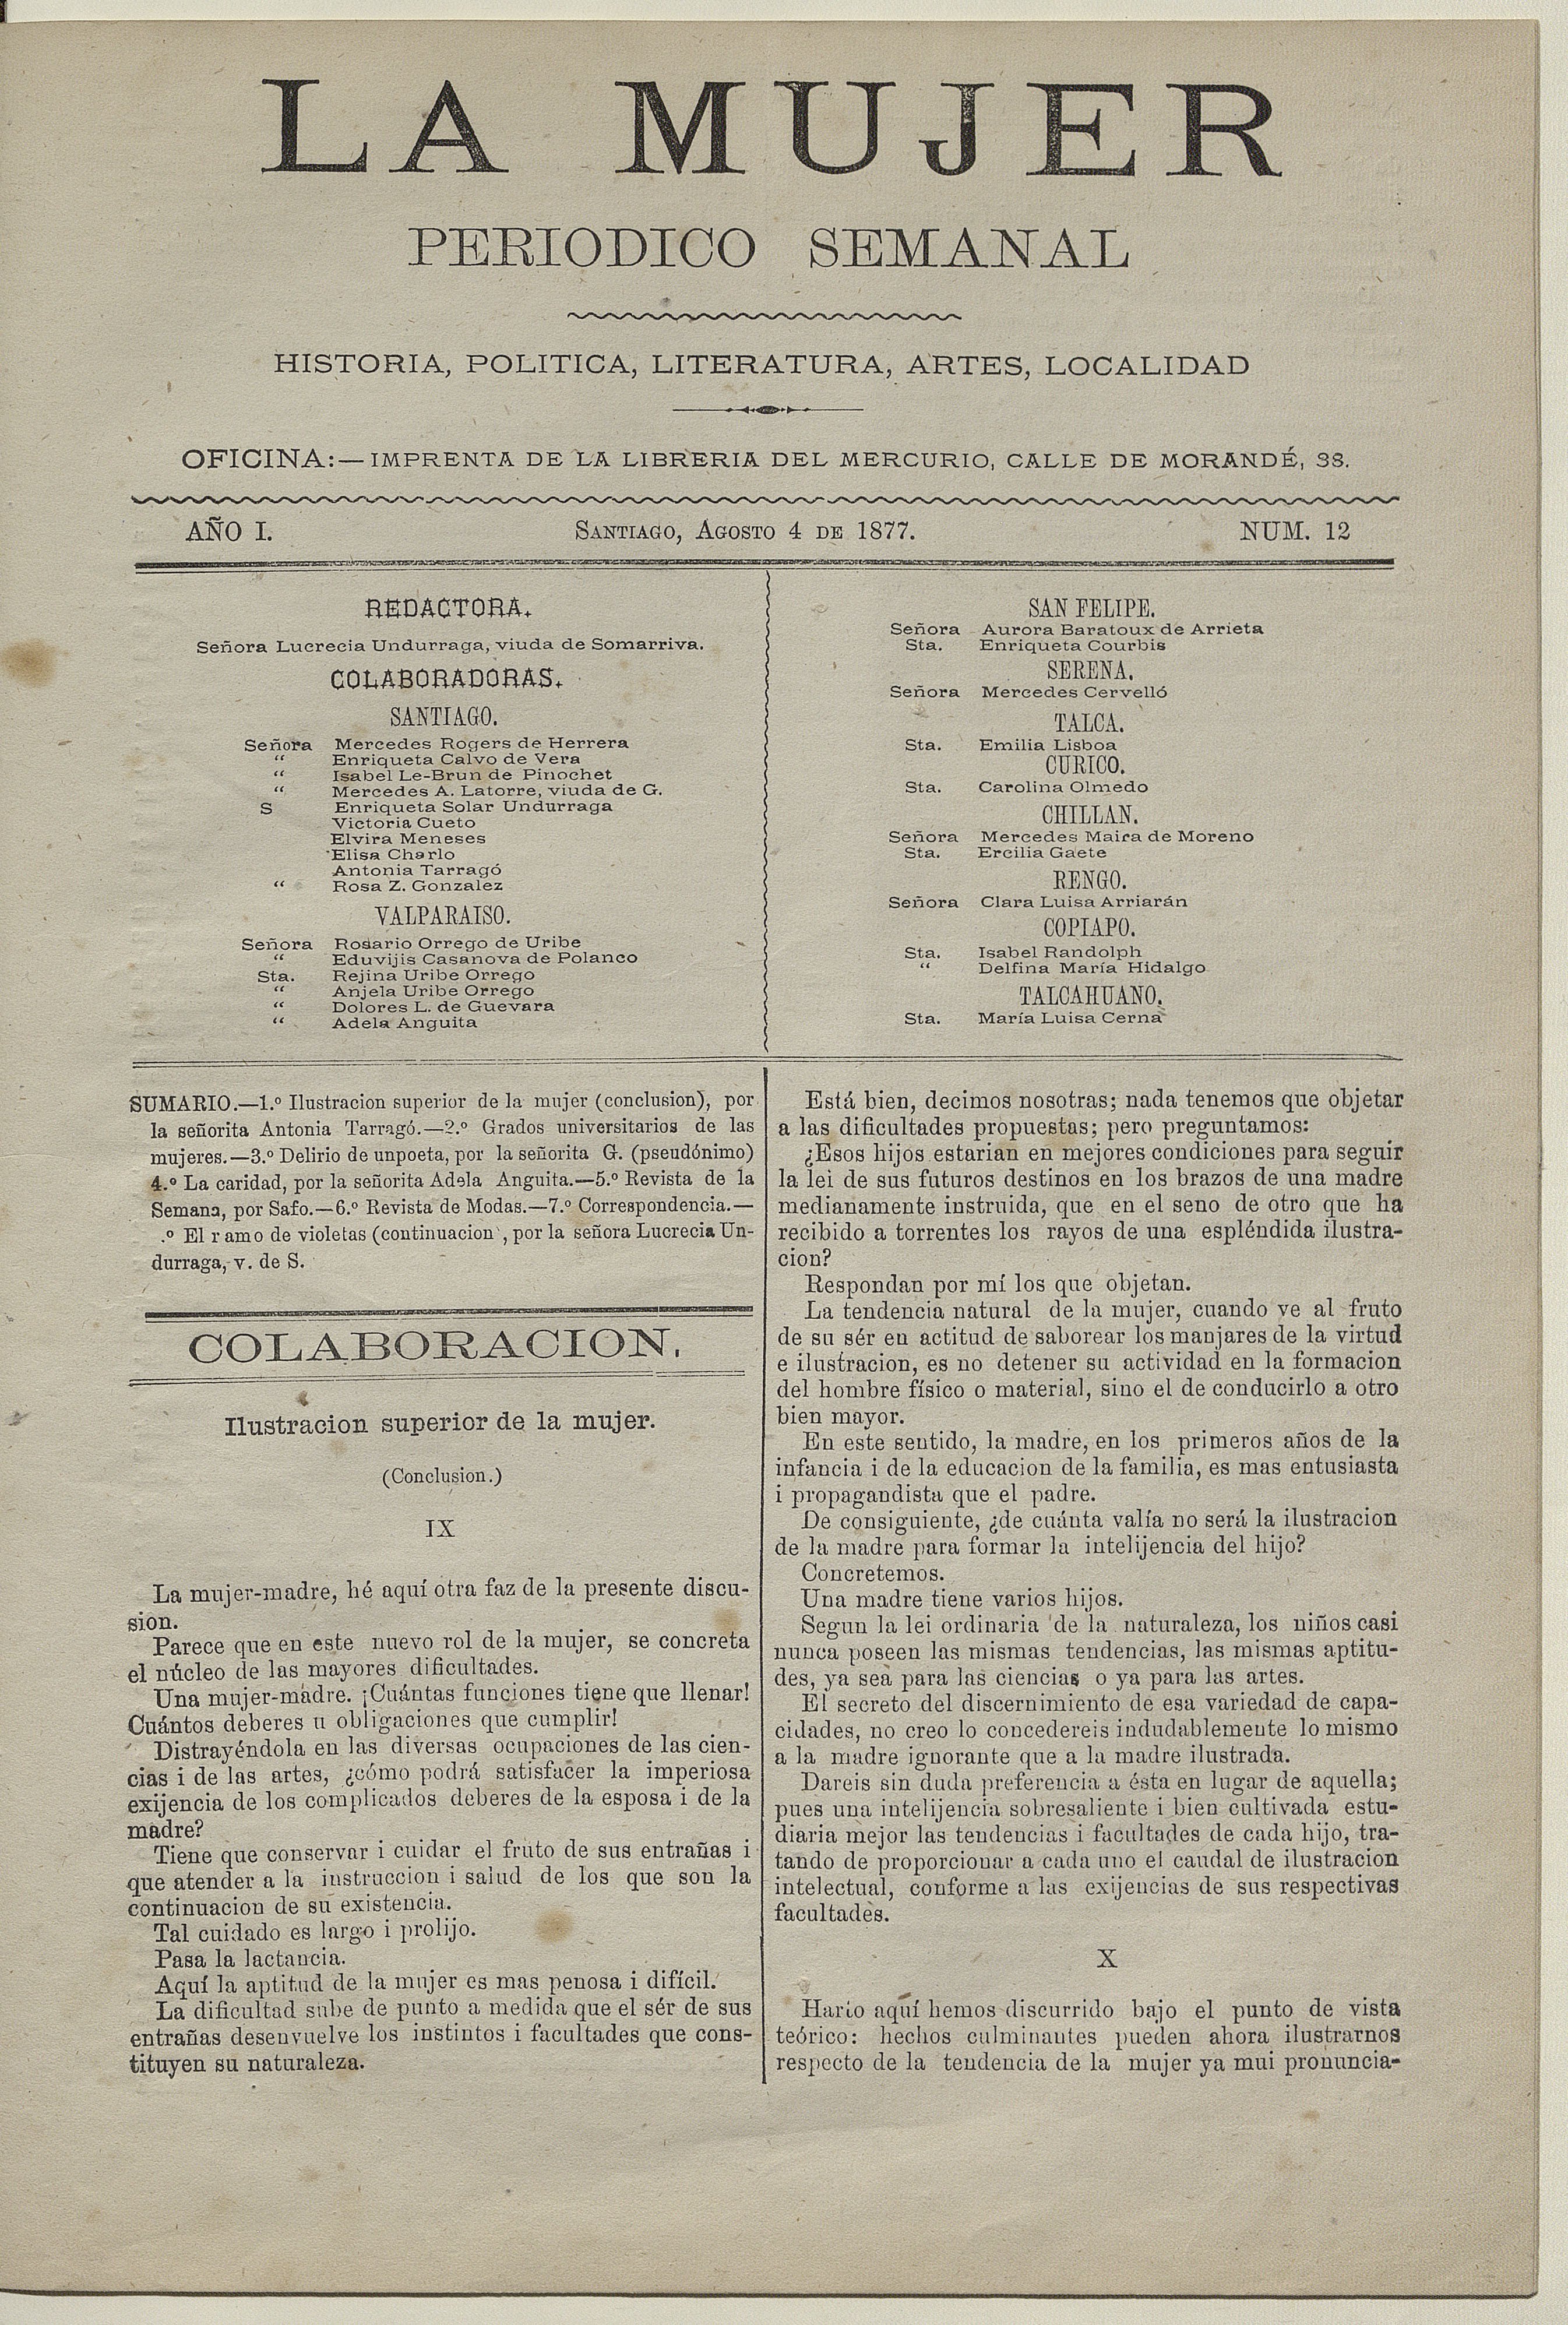 LA MUJER
PERIODICO SEMANAL
HISTORIA, POLITICA, LITERATURA, ARTES, LOCALIDAD
OFICINA:—IMPRENTA DE LA LIBRERIA DEL MERCURIO, CALLE DE MORANDÉ, 38.
AÑO I. SANTIAGO, AGOSTO 4 DE 1877. NUM. 12
REDACTORA.
Señora Lucrecia Undurraga, viuda de Somarriva.
COLABORADORAS.
SANTIAGO.
Señora Mercedes Rogers de Herrera
“ Enriqueta Calvo de Vera
“ Isabel Le-Brun de Pinochet
“ Mercedes A. Latorre, viuda de G.
S Enriqueta Solar Undurraga
Victoria Cueto
Elvira Meneses
Elisa Charlo
Antonia Tarragó
“ Rosa Z. Gonzalez
VALPARAISO.
Señora Rosario Orrego de Uribe
“ Eduvijis Casanova de Polanco
Sta. Rejina Uribe Orrego
“ Anjela Uribe Orrego
“ Dolores L. de Guevara
“ Adela Anguita
SAN FELIPE.
Señora Aurora Baratoux de Arrieta
Sta. Enriqueta Courbis
SERENA.
Señora Mercedes Cervelló
TALCA.
Sta. Emilia Lisboa
CURICO.
Sta. Carolina Olmedo
CHILLAN.
Señora Mercedes Maira de Moreno
Sta. Ercilia Gaete
RENGO.
Señora Clara Luisa Arriarán
COPIAPO.
Sta. Isabel Randolph
“ Delfina María Hidalgo
TALCAHUANO.
Sta. María Luisa Cerna
SUMARIO.—1.º Ilustracion superior de la mujer (conclusion), por
la señorita Antonia Tarragó.—2.º Grados universitarios de las
mujeres.—3.º Delirio de unpoeta, por la señorita G. (pseudónimo)
4.º La caridad, por la señorita Adela Anguita.—5.º Revista de la
Semana, por Safo.—6.º Revista de Modas.—7.º Correspondencia.—
.º El ramo de violetas (continuacion), por la señora Lucrecia Un-
durraga, v. de S.
COLABORACION.
Ilustracion superior de la mujer.
(Conclusion.)
IX
La mujer-madre, hé aquí otra faz de la presente discu-
sion.
Parece que en este nuevo rol de la mujer, se concreta
el núcleo de las mayores dificultades.
Una mujer-madre. ¡Cuántas funciones tiene que llenar!
Cuántos deberes u obligaciones que cumplir!
Distrayéndola en las diversas ocupaciones de las cien-
cias i de las artes, ¿cómo podrá satisfacer la imperiosa
exijencia de los complicados deberes de la esposa i de la
madre?
Tiene que conservar i cuidar el fruto de sus entrañas i
que atender a la instruccion i salud de los que son la
continuacion de su existencia.
Tal cuidado es largo i prolijo.
Pasa la lactancia.
Aquí la aptitud de la mujer es mas penosa i difícil.
La dificultad sube de punto a medida que el sér de sus
entrañas desenvuelve los instintos i facultades que cons-
tituyen su naturaleza.
Está bien, decimos nosotras; nada tenemos que objetar
a las dificultades propuestas; pero preguntamos:
¿Esos hijos estarian en mejores condiciones para seguir
la lei de sus futuros destinos en los brazos de una madre
medianamente instruida, que en el seno de otro que ha
recibido a torrentes los rayos de una espléndida ilustra-
cion?
Respondan por mí los que objetan.
La tendencia natural de la mujer, cuando ve al fruto
de su sér en actitud de saborear los manjares de la virtud
e ilustracion, es no detener su actividad en la formacion
del hombre físico o material, sino el de conducirlo a otro
bien mayor.
En este sentido, la madre, en los primeros años de la
infancia i de la educacion de la familia, es mas entusiasta
i propagandista que el padre.
De consiguiente, ¿de cuánta valía no será la ilustracion
de la madre para formar la intelijencia del hijo?
Concretemos.
Una madre tiene varios hijos.
Segun la lei ordinaria de la naturaleza, los niños casi
nunca poseen las mismas tendencias, las mismas aptitu-
des, ya sea para las ciencias o ya para las artes.
El secreto del discernimiento de esa variedad de capa-
cidades, no creo lo concedereis indudablemente lo mismo
a la madre ignorante que a la madre ilustrada.
Dareis sin duda preferencia a ésta en lugar de aquella;
pues una intelijencia sobresaliente i bien cultivada estu-
diaria mejor las tendencias i facultades de cada hijo, tra-
tando de proporcionar a cada uno el caudal de ilustracion
intelectual, conforme a las exijencias de sus respectivas
facultades.
X
Harto aquí hemos discurrido bajo el punto de vista
teórico: hechos culminantes pueden ahora ilustrarnos
respecto de la tendencia de la mujer ya mui pronuncia-